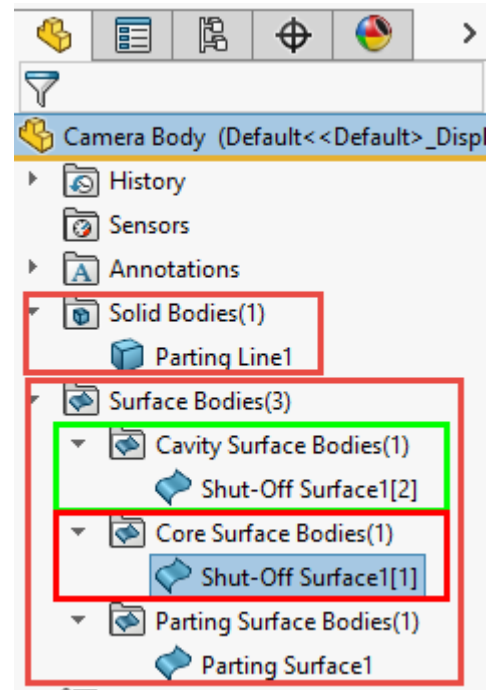 Camera Body (Default<<Default>_Displ
History
Sensors
Annotations
Solid Bodies(1)
Parting Line1
Surface Bodies(3)
Cavity Surface Bodies(1)
Shut-Off Surface1[2]
Core Surface Bodies(1)
Shut-Off Surface1[1]
Parting Surface Bodies(1)
Parting Surface1